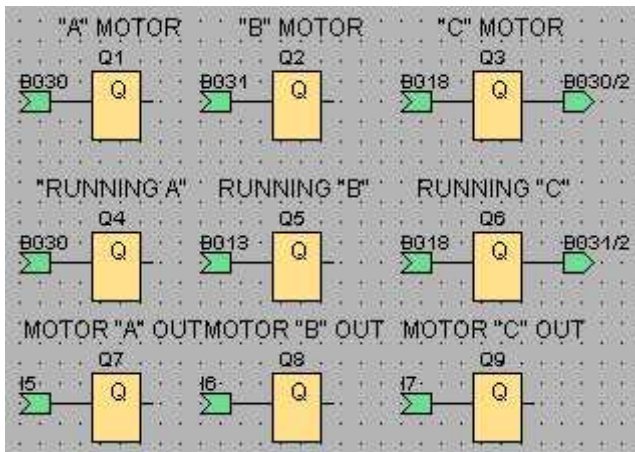 "A" MOTOR "B" MOTOR "C" MOTOR
Q1 Q2 Q3
B030 Q B031 Q B018 Q B030/2
"RUNNING A" RUNNING "B" RUNNING "C"
Q4 Q5 Q6
B030 Q B013 Q B018 Q B031/2
MOTOR "A" OUT MOTOR "B" OUT MOTOR "C" OUT
Q7 Q8 Q9
I5 Q I6 Q I7 Q